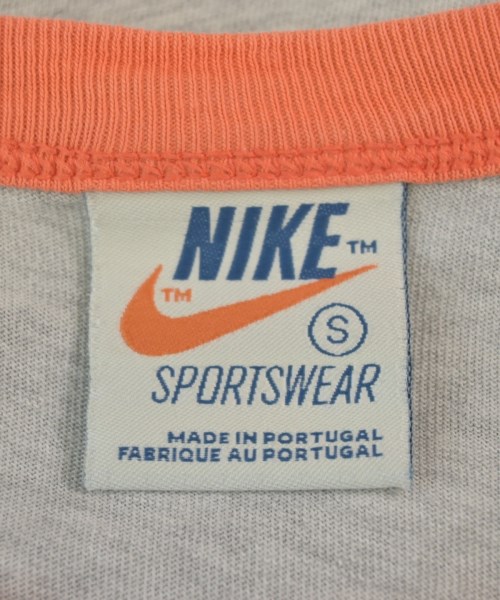 NIKE™
™
S
SPORTSWEAR
MADE IN PORTUGAL
FABRIQUE AU PORTUGAL